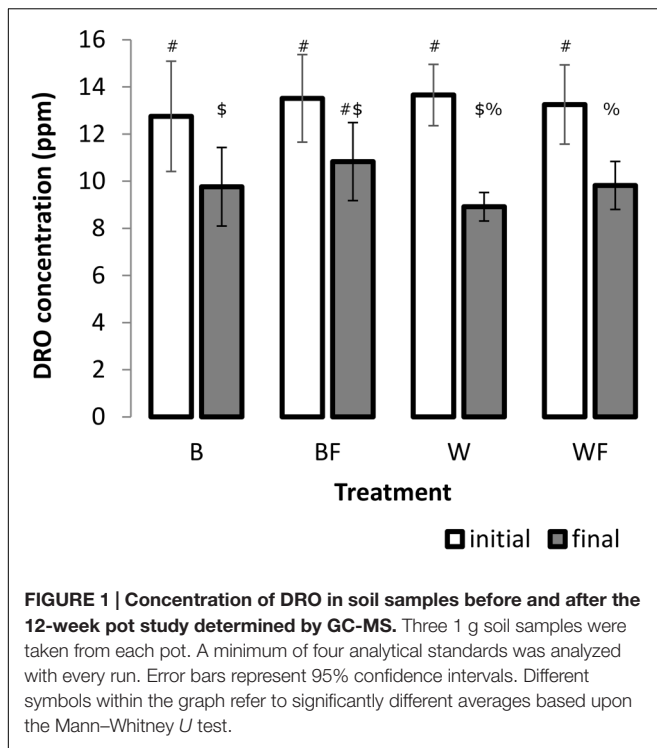 16
14
12
10
8
6
4
2
0
DRO concentration (ppm)
# # # #
$ #$ $% %
B BF W WF
Treatment
initial final
FIGURE 1 | Concentration of DRO in soil samples before and after the
12-week pot study determined by GC-MS. Three 1 g soil samples were
taken from each pot. A minimum of four analytical standards was analyzed
with every run. Error bars represent 95% confidence intervals. Different
symbols within the graph refer to significantly different averages based upon
the Mann–Whitney U test.